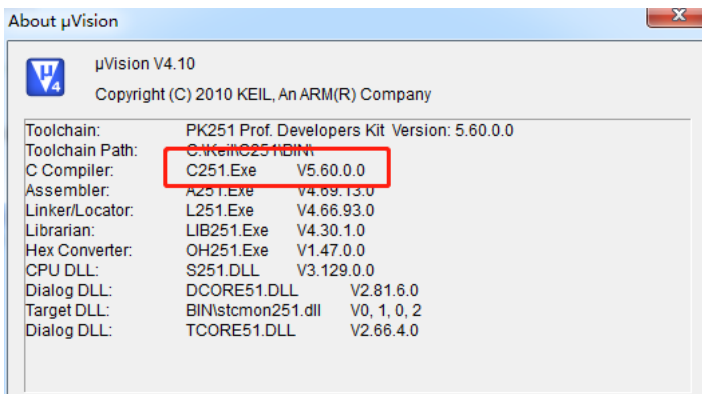 About µVision
µVision V4.10
Copyright (C) 2010 KEIL, An ARM(R) Company
Toolchain: PK251 Prof. Developers Kit Version: 5.60.0.0
Toolchain Path: C:\Keil\C251\BIN\
C Compiler: C251.Exe V5.60.0.0
Assembler: A251.Exe V4.69.13.0
Linker/Locator: L251.Exe V4.66.93.0
Librarian: LIB251.Exe V4.30.1.0
Hex Converter: OH251.Exe V1.47.0.0
CPU DLL: S251.DLL V3.129.0.0
Dialog DLL: DCORE51.DLL V2.81.6.0
Target DLL: BIN\stcmon251.dll V0, 1, 0, 2
Dialog DLL: TCORE51.DLL V2.66.4.0